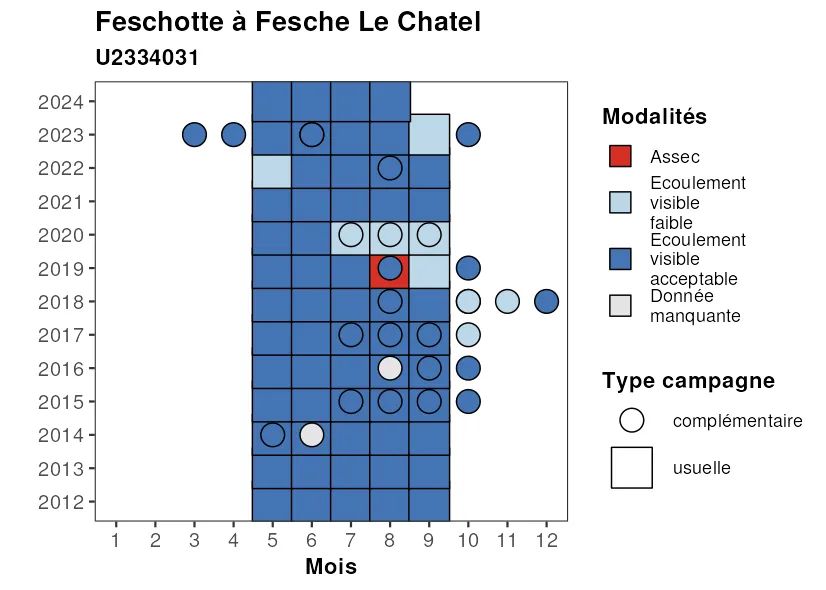 Feschotte à Fesche Le Chatel
U2334031
2024
2023
2022
2021
2020
2019
2018
2017
2016
2015
2014
2013
2012
1 2 3 4 5 6 7 8 9 10 11 12
Mois
Modalités
Assec
Ecoulement
visible
faible
Ecoulement
visible
acceptable
Donnée
manquante
Type campagne
complémentaire
usuelle